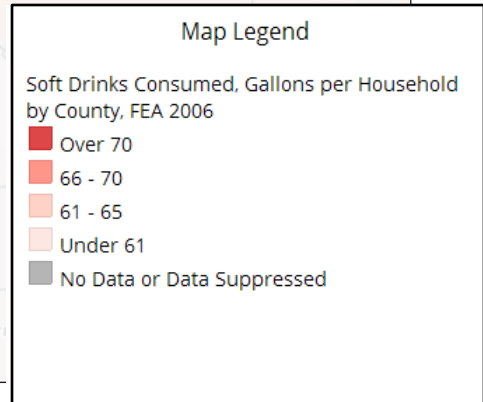 Map Legend
Soft Drinks Consumed, Gallons per Household
by County, FEA 2006
Over 70
66 - 70
61 - 65
Under 61
No Data or Data Suppressed